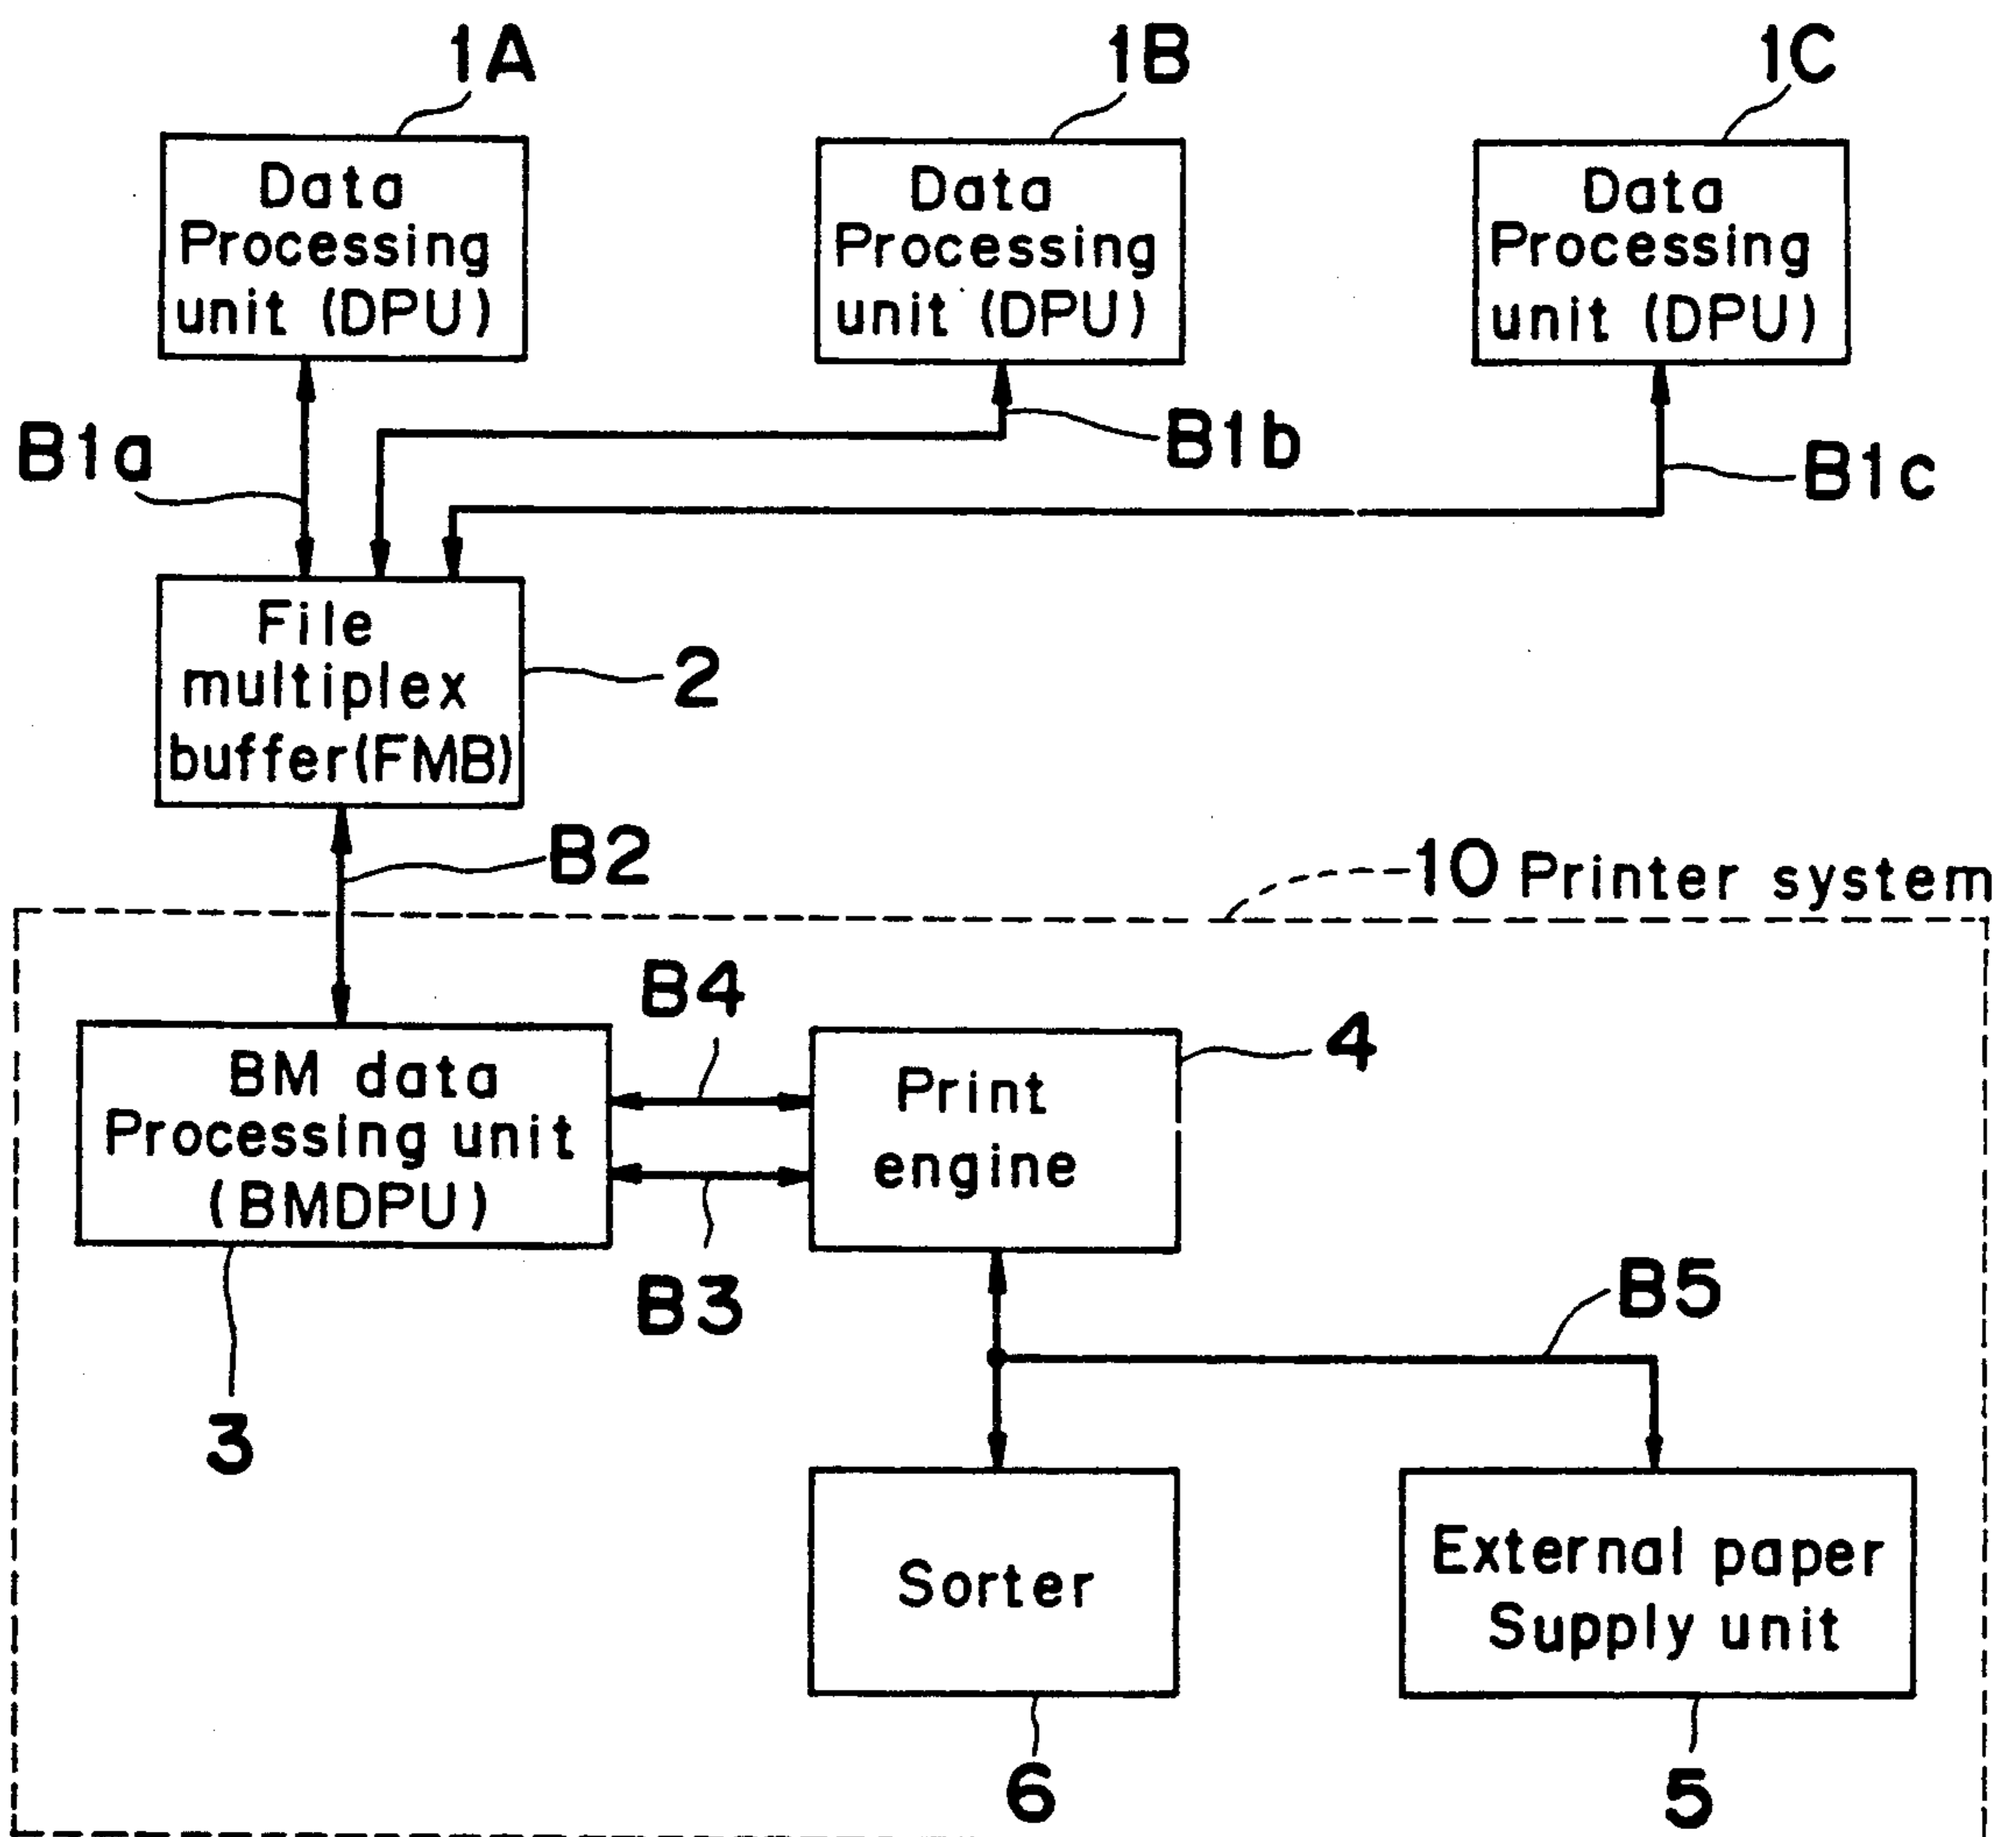 1A
1B
1C
Data
Processing
unit (DPU)
Data
Processing
unit (DPU)
Data
Processing
unit (DPU)
B1a
B1b
B1c
File
multiplex
buffer(FMB)
2
B2
10 Printer system
BM data
Processing unit
(BMDPU)
B4
B3
Print
engine
4
3
B5
Sorter
External paper
Supply unit
6
5